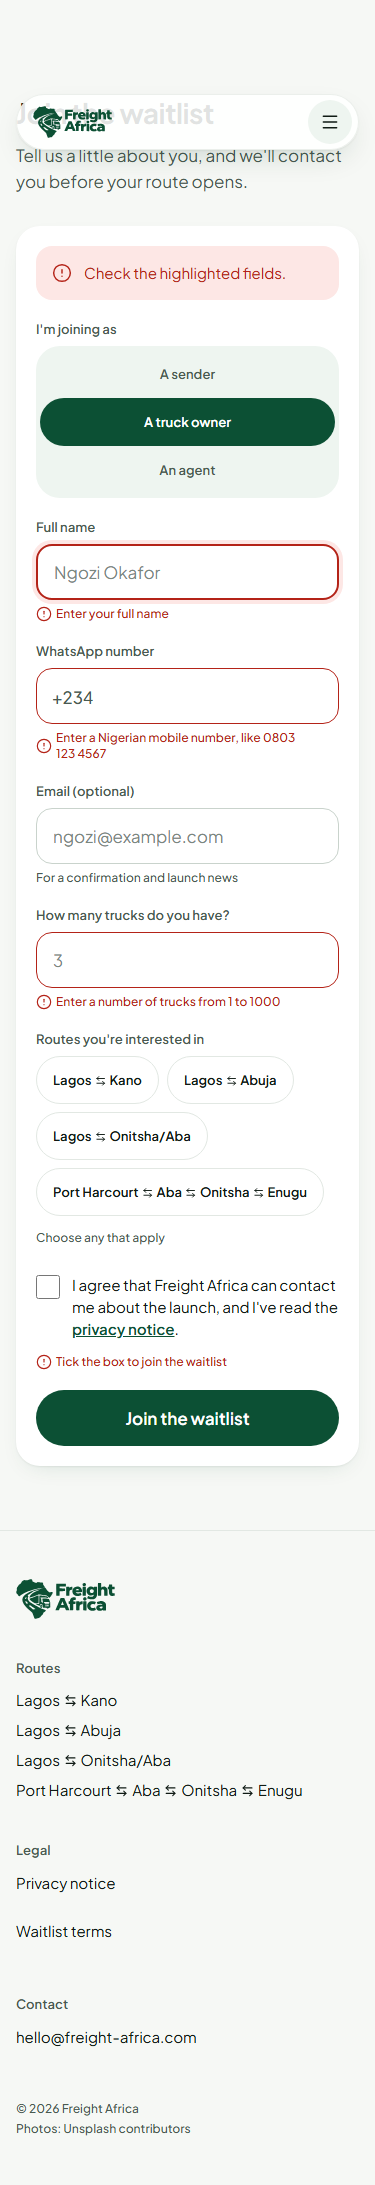 Join the waitlist
Freight
Africa
Tell us a little about you, and we'll contact
you before your route opens.
Check the highlighted fields.
I'm joining as
A sender
A truck owner
An agent
Full name
Ngozi Okafor
Enter your full name
WhatsApp number
+234
Enter a Nigerian mobile number, like 0803
123 4567
Email (optional)
ngozi@example.com
For a confirmation and launch news
How many trucks do you have?
3
Enter a number of trucks from 1 to 1000
Routes you're interested in
Lagos ⇆ Kano
Lagos ⇆ Abuja
Lagos ⇆ Onitsha/Aba
Port Harcourt ⇆ Aba ⇆ Onitsha ⇆ Enugu
Choose any that apply
I agree that Freight Africa can contact
me about the launch, and I've read the
privacy notice.
Tick the box to join the waitlist
Join the waitlist
Freight
Africa
Routes
Lagos ⇆ Kano
Lagos ⇆ Abuja
Lagos ⇆ Onitsha/Aba
Port Harcourt ⇆ Aba ⇆ Onitsha ⇆ Enugu
Legal
Privacy notice
Waitlist terms
Contact
hello@freight-africa.com
© 2026 Freight Africa
Photos: Unsplash contributors